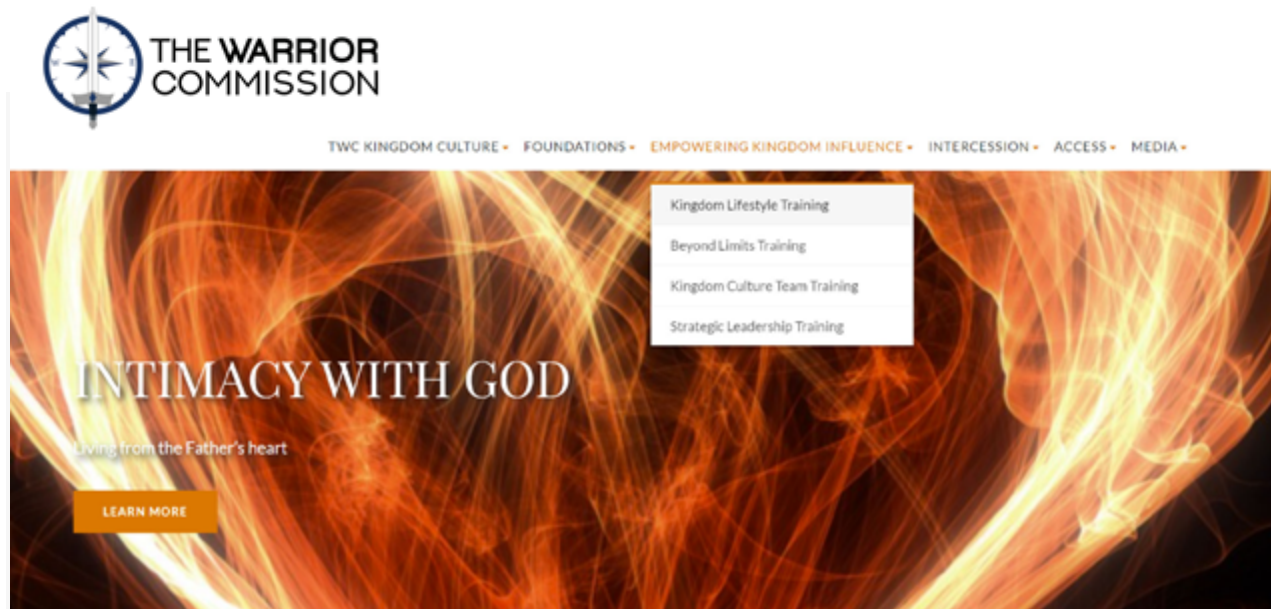 THE WARRIOR
COMMISSION
TWC KINGDOM CULTURE FOUNDATIONS EMPOWERING KINGDOM INFLUENCE INTERCESSION ACCESS MEDIA
Kingdom Lifestyle Training
Beyond Limits Training
Kingdom Culture Team Training
Strategic Leadership Training
INTIMACY WITH GOD
Living from the Father's heart
LEARN MORE